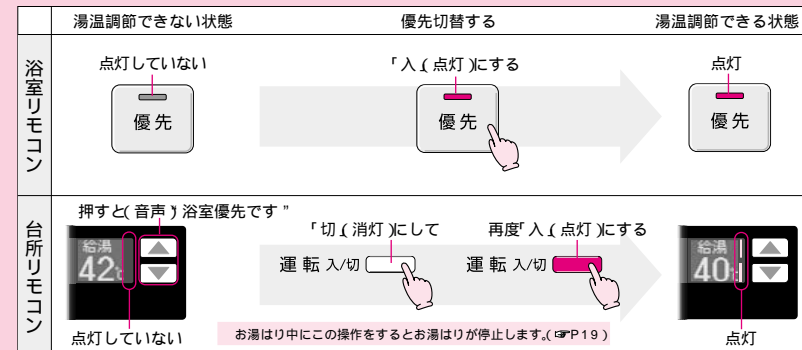 湯温調節できない状態 優先切替する 湯温調節できる状態
浴室リモコン
点灯していない 「入」(点灯)にする 点灯
優先 優先 優先
台所リモコン
押すと(音声)“浴室優先です”
「切」(消灯)にして 再度「入」(点灯)にする
給湯 給湯
42℃ 運転 入/切 運転 入/切 40℃
点灯していない お湯はり中にこの操作をするとお湯はりが停止します。(☞P19) 点灯